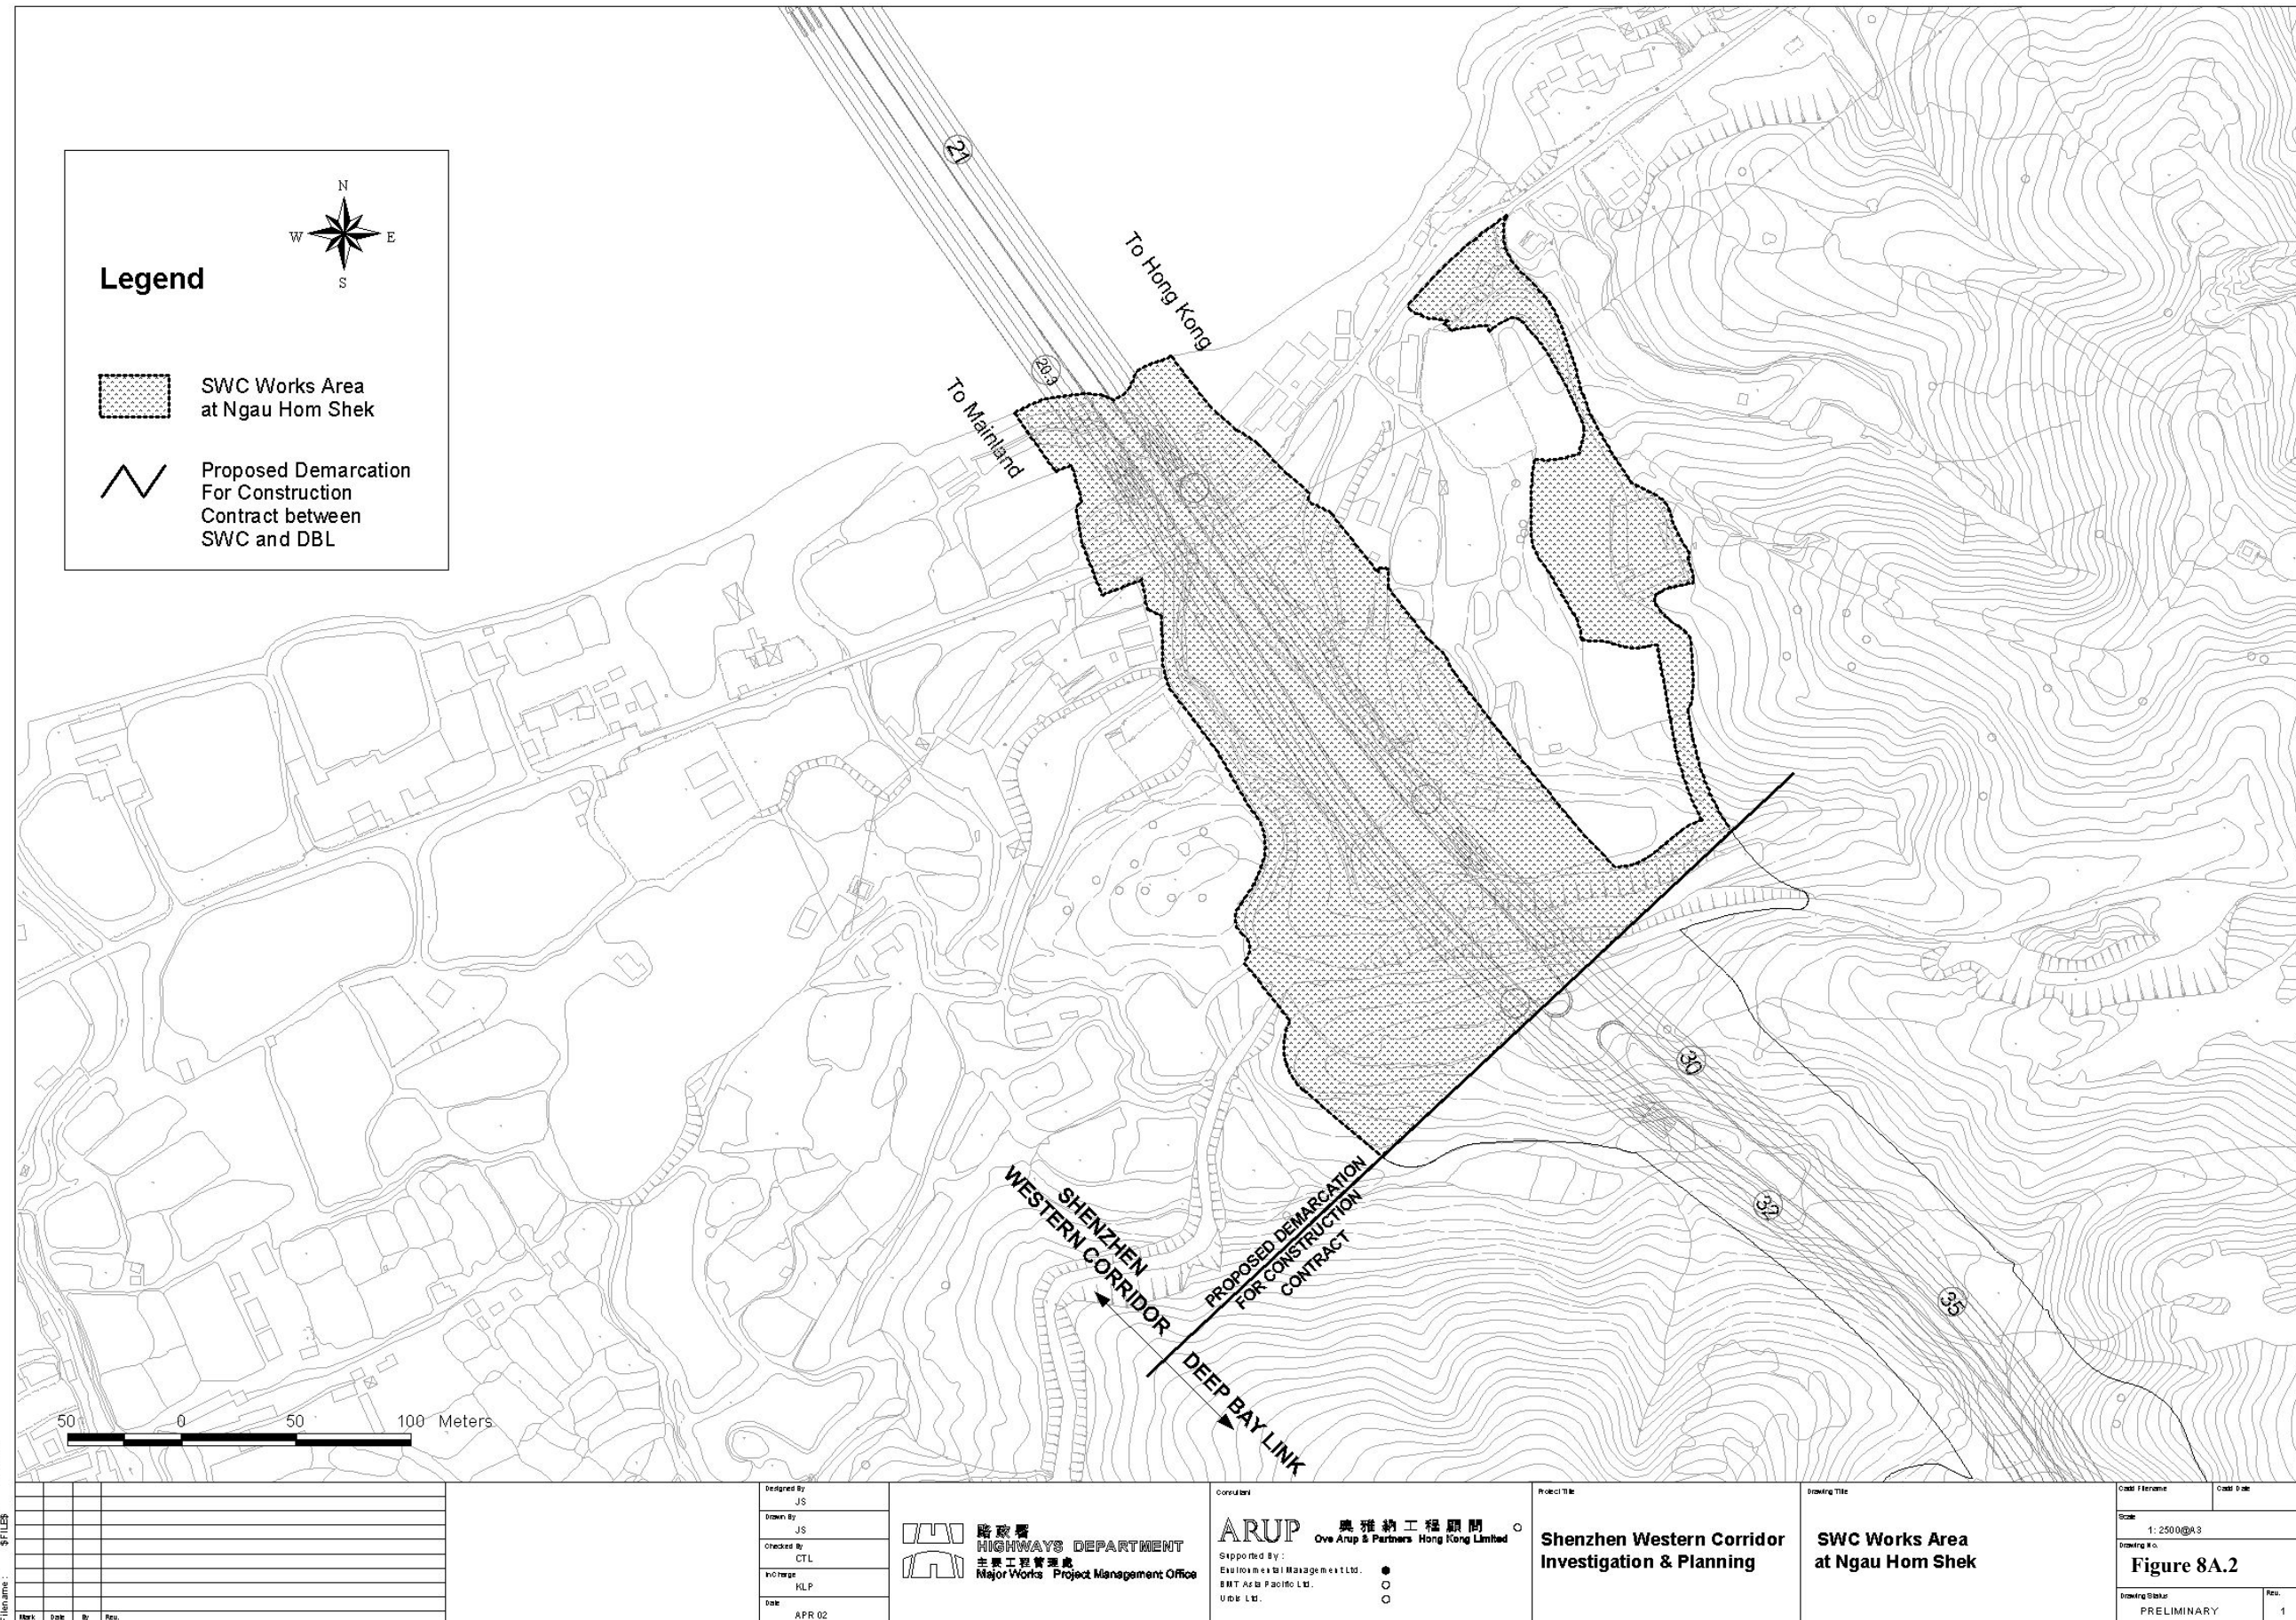 21
To Hong Kong
20.9
To Mainland
N
W
E
S
Legend
SWC Works Area
at Ngau Hom Shek
Proposed Demarcation
For Construction
Contract between
SWC and DBL
30
32
35
SHENZHEN
WESTERN CORRIDOR
PROPOSED DEMARCATION
FOR CONSTRUCTION
CONTRACT
DEEP BAY LINK
50 0 50 100 Meters
Filename: $FILE$
Mark Date By Rev.
Designed By
JS
Drawn By
JS
Checked By
CTL
In Charge
KLP
Date
APR 02
路政署
HIGHWAYS DEPARTMENT
主要工程管理處
Major Works Project Management Office
Consultant
ARUP
奧雅納工程顧問
Ove Arup & Partners Hong Kong Limited
Supported By :
Environmental Management Ltd.
BMT Asia Pacific Ltd.
Urbis Ltd.
Project Title
Shenzhen Western Corridor
Investigation & Planning
Drawing Title
SWC Works Area
at Ngau Hom Shek
Cadd Filename
Cadd Date
Scale
1: 2500@A3
Drawing No.
Figure 8A.2
Drawing Status
PRELIMINARY
Rev.
1